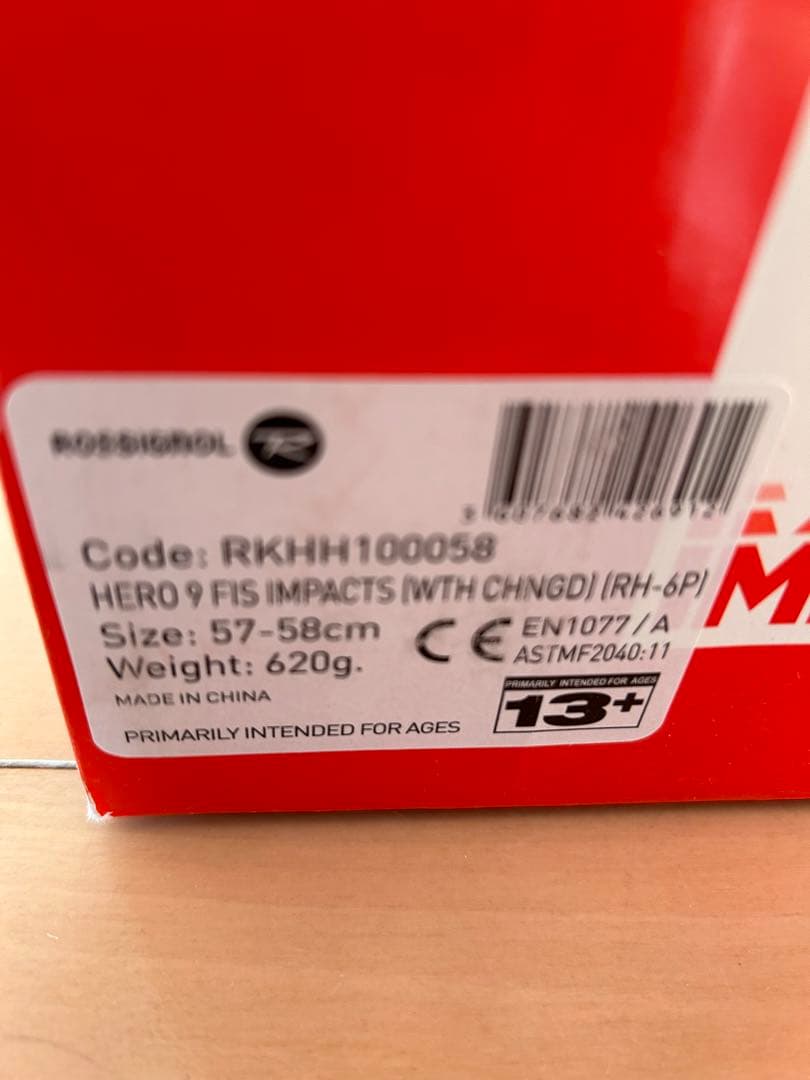 ROSSIGNOL
Code: RKHH100058
HERO 9 FIS IMPACTS (WTH CHNGD) (RH-6P)
Size: 57-58cm
Weight: 620g.
CE
EN1077/A
ASTMF2040:11
MADE IN CHINA
PRIMARILY INTENDED FOR AGES
PRIMARILY INTENDED FOR AGES
13+